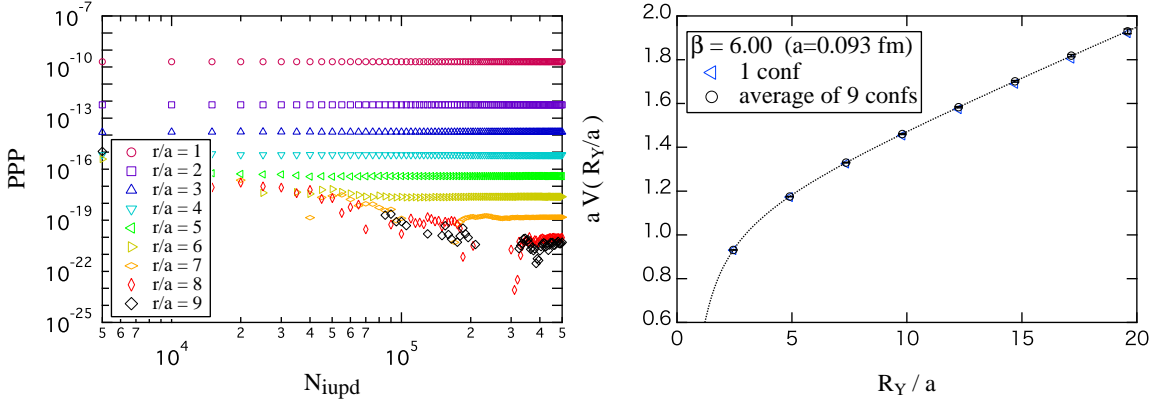 PPP
10^-7
10^-10
10^-13
10^-16
10^-19
10^-22
10^-25
r/a = 1
r/a = 2
r/a = 3
r/a = 4
r/a = 5
r/a = 6
r/a = 7
r/a = 8
r/a = 9
5 6 7 2 3 4 5 6 7 2 3 4 5
10^4 10^5
N_iupd
a V( R_Y/a )
2.0
1.8
1.6
1.4
1.2
1.0
0.8
0.6
β = 6.00 (a=0.093 fm)
1 conf
average of 9 confs
0 5 10 15 20
R_Y / a